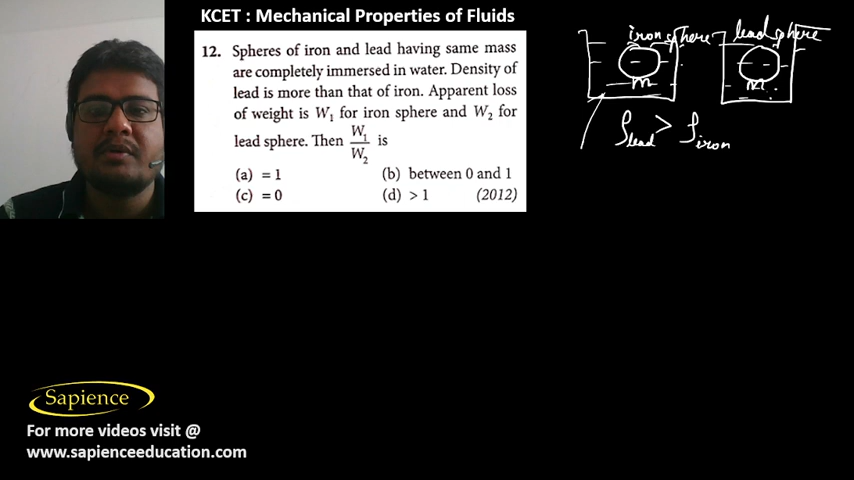 KCET : Mechanical Properties of Fluids
12. Spheres of iron and lead having same mass
are completely immersed in water. Density of
lead is more than that of iron. Apparent loss
of weight is W₁ for iron sphere and W₂ for
lead sphere. Then W₁/W₂ is
(a) = 1 (b) between 0 and 1
(c) = 0 (d) > 1 (2012)
iron sphere lead sphere
m m
ρlead > ρiron
Sapience
For more videos visit @
www.sapienceeducation.com